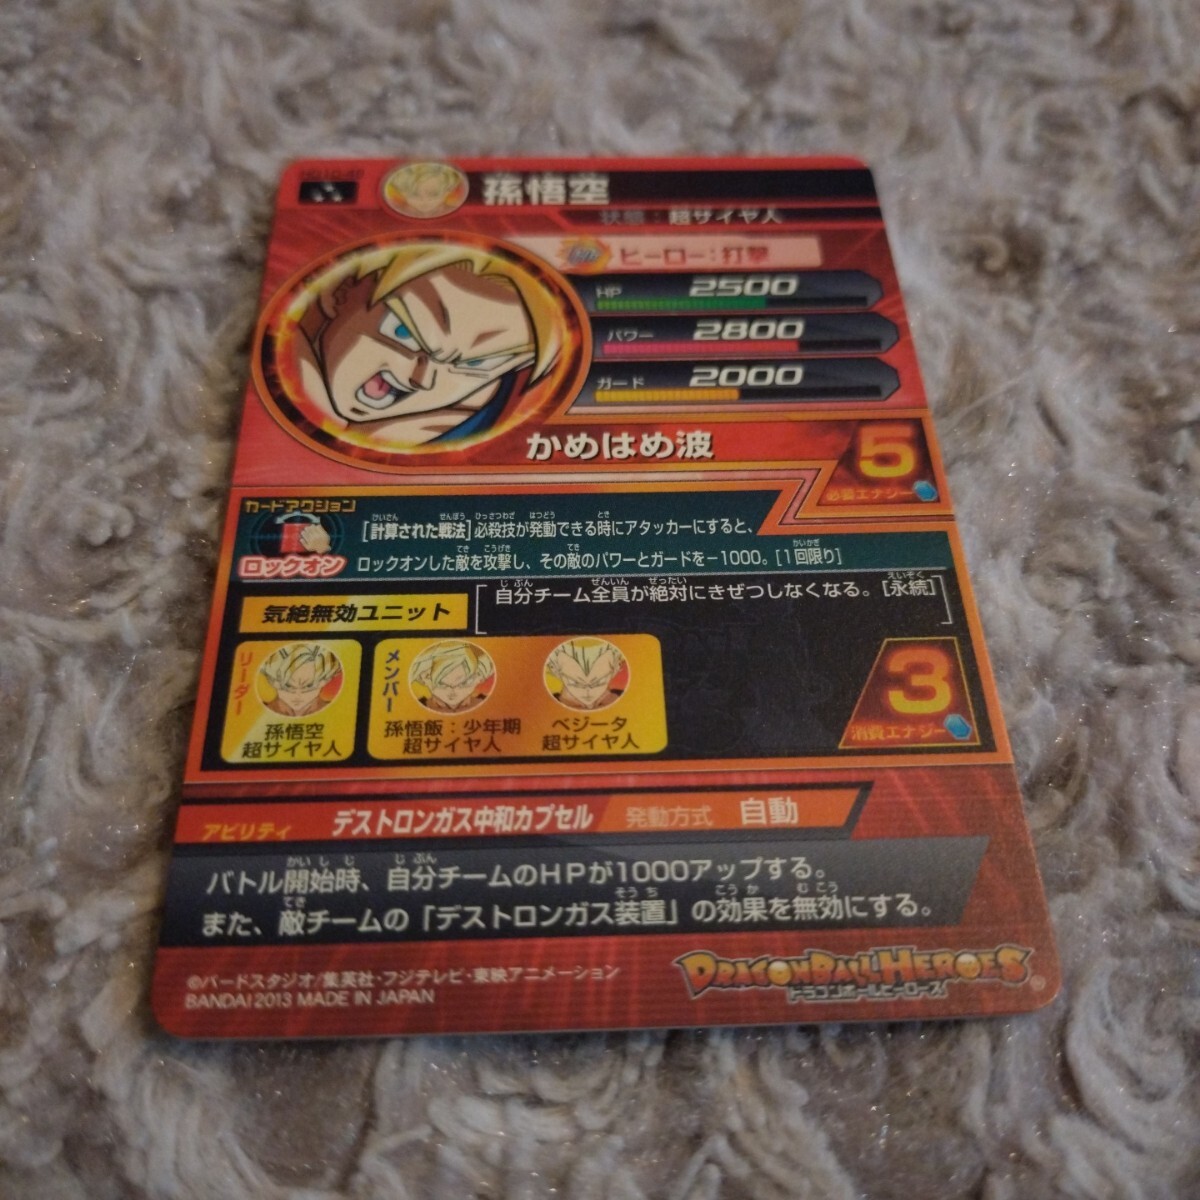 孫悟空
状態：超サイヤ人
ヒーロー：打撃
HP 2500
パワー 2800
ガード 2000
かめはめ波
5
必要エナジー
カードアクション
ロックオン
[計算された戦法]必殺技が発動できる時にアタッカーにすると、
ロックオンした敵を攻撃し、その敵のパワーとガードを−1000。[1回限り]
気絶無効ユニット
自分チーム全員が絶対にきぜつしなくなる。[永続]
リーダー
孫悟空
超サイヤ人
メンバー
孫悟飯：少年期
超サイヤ人
ベジータ
超サイヤ人
3
消費エナジー
アビリティ
デストロンガス中和カプセル
発動方式 自動
バトル開始時、自分チームのHPが1000アップする。
また、敵チームの「デストロンガス装置」の効果を無効にする。
©バードスタジオ/集英社・フジテレビ・東映アニメーション
BANDAI 2013 MADE IN JAPAN
DRAGONBALL HEROES
ドラゴンボールヒーローズ